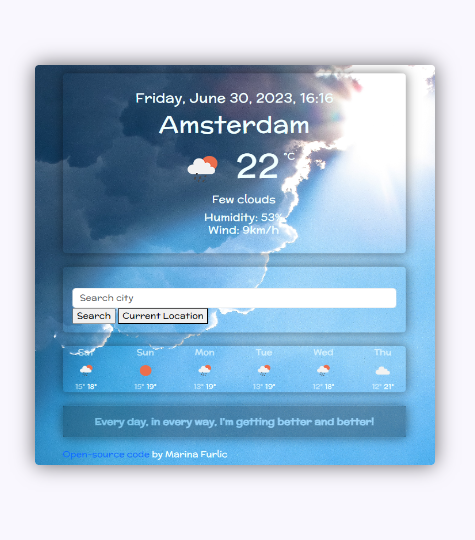 Friday, June 30, 2023, 16:16
Amsterdam
22 °C
Few clouds
Humidity: 53%
Wind: 9km/h
Search city
Search Current Location
Sat Sun Mon Tue Wed Thu
15° 18° 15° 19° 13° 19° 13° 19° 12° 18° 12° 21°
Every day, in every way, I'm getting better and better!
Open-source code by Marina Furlic